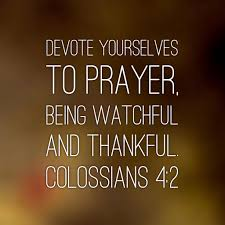 DEVOTE YOURSELVES
TO PRAYER,
BEING WATCHFUL
AND THANKFUL.
COLOSSIANS 4:2